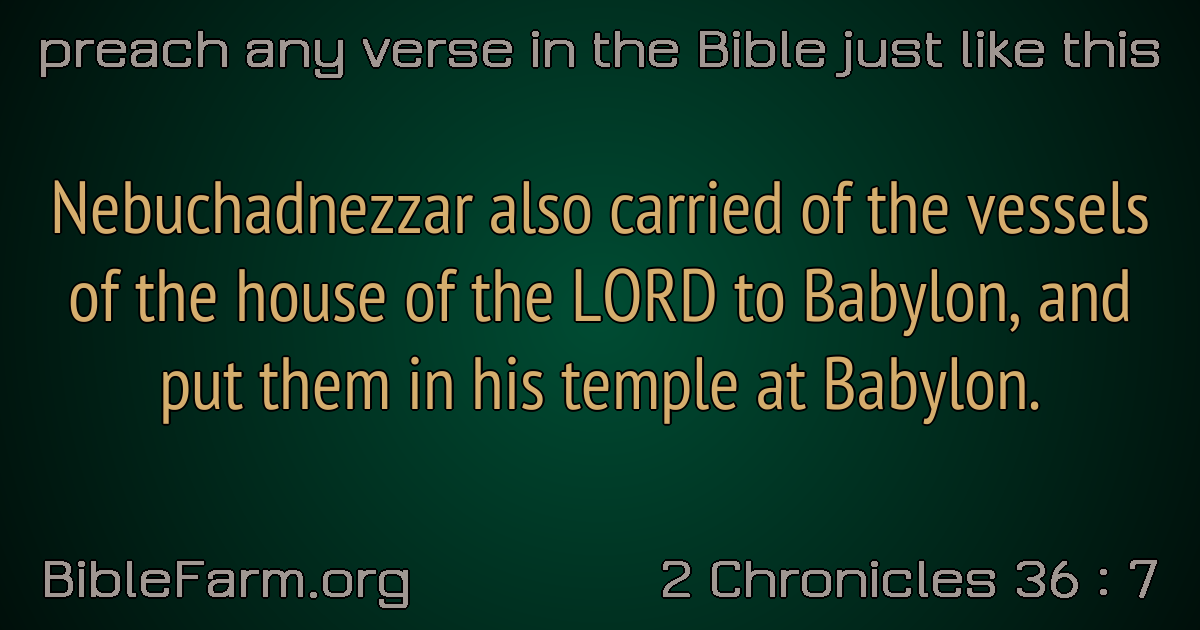 preach any verse in the Bible just like this
Nebuchadnezzar also carried of the vessels
of the house of the LORD to Babylon, and
put them in his temple at Babylon.
BibleFarm.org
2 Chronicles 36 : 7